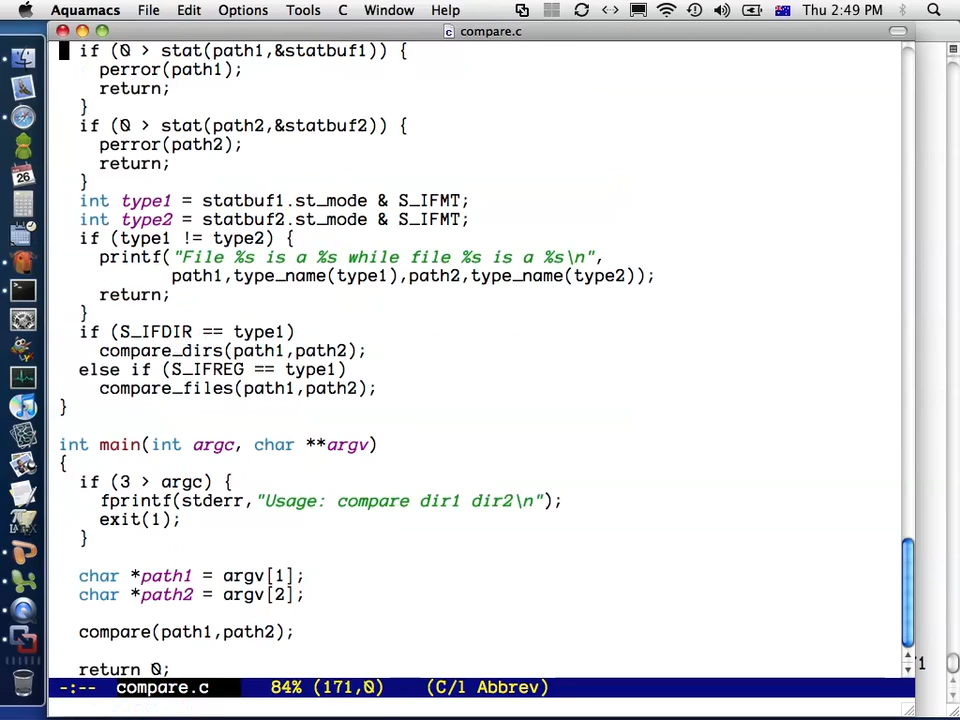 Aquamacs File Edit Options Tools C Window Help Thu 2:49 PM
compare.c
if (0 > stat(path1,&statbuf1)) {
perror(path1);
return;
}
if (0 > stat(path2,&statbuf2)) {
perror(path2);
return;
}
int type1 = statbuf1.st_mode & S_IFMT;
int type2 = statbuf2.st_mode & S_IFMT;
if (type1 != type2) {
printf("File %s is a %s while file %s is a %s\n",
path1,type_name(type1),path2,type_name(type2));
return;
}
if (S_IFDIR == type1)
compare_dirs(path1,path2);
else if (S_IFREG == type1)
compare_files(path1,path2);
}
int main(int argc, char **argv)
{
if (3 > argc) {
fprintf(stderr,"Usage: compare dir1 dir2\n");
exit(1);
}
char *path1 = argv[1];
char *path2 = argv[2];
compare(path1,path2);
return 0;
-:-- compare.c 84% (171,0) (C/l Abbrev)
26